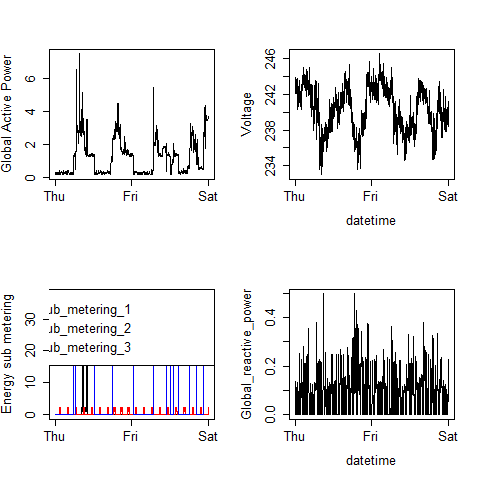 Global Active Power
6
4
2
0
Thu Fri Sat
Voltage
246
242
238
234
Thu Fri Sat
datetime
Energy sub metering
30
20
10
0
ub_metering_1
ub_metering_2
ub_metering_3
Thu Fri Sat
Global_reactive_power
0.4
0.2
0.0
Thu Fri Sat
datetime